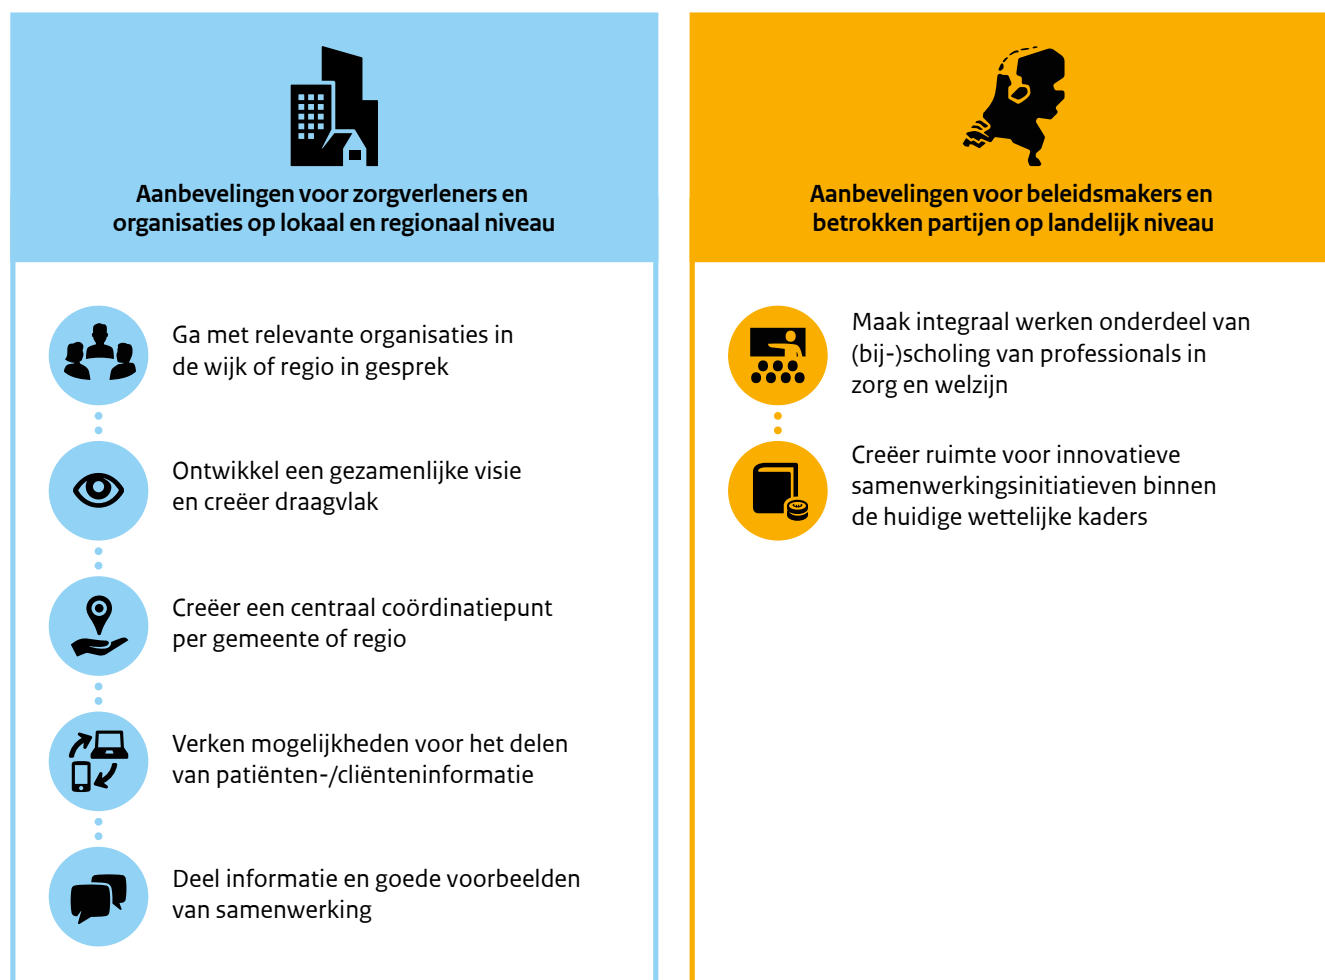 Aanbevelingen voor zorgverleners en
organisaties op lokaal en regionaal niveau
Ga met relevante organisaties in
de wijk of regio in gesprek
Ontwikkel een gezamenlijke visie
en creëer draagvlak
Creëer een centraal coördinatiepunt
per gemeente of regio
Verken mogelijkheden voor het delen
van patiënten-/cliënteninformatie
Deel informatie en goede voorbeelden
van samenwerking
Aanbevelingen voor beleidsmakers en
betrokken partijen op landelijk niveau
Maak integraal werken onderdeel van
(bij-)scholing van professionals in
zorg en welzijn
Creëer ruimte voor innovatieve
samenwerkingsinitiatieven binnen
de huidige wettelijke kaders